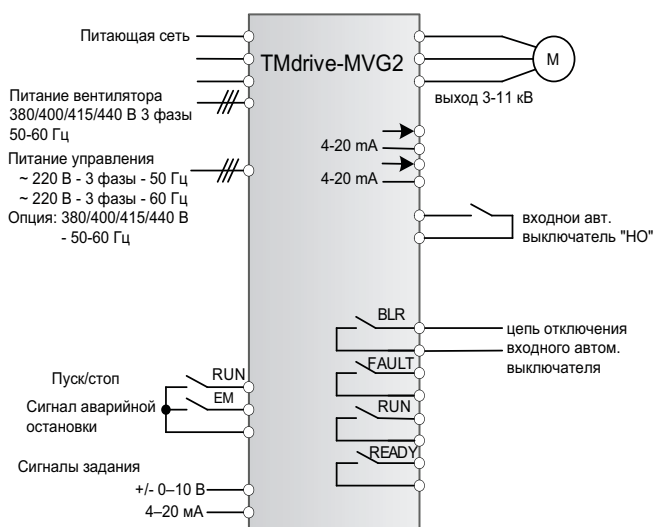 Питающая сеть
TMdrive-MVG2
M
Питание вентилятора
380/400/415/440 В 3 фазы
50-60 Гц
выход 3-11 кВ
Питание управления
~ 220 В - 3 фазы - 50 Гц
~ 220 В - 3 фазы - 60 Гц
Опция: 380/400/415/440 В
- 50-60 Гц
4-20 mA
4-20 mA
входнои авт.
выключатель "НО"
BLR
цепь отключения
входного автом.
выключателя
FAULT
RUN
READY
Пуск/стоп
RUN
Сигнал аварийной
остановки
EM
Сигналы задания
+/- 0–10 В
4–20 мА